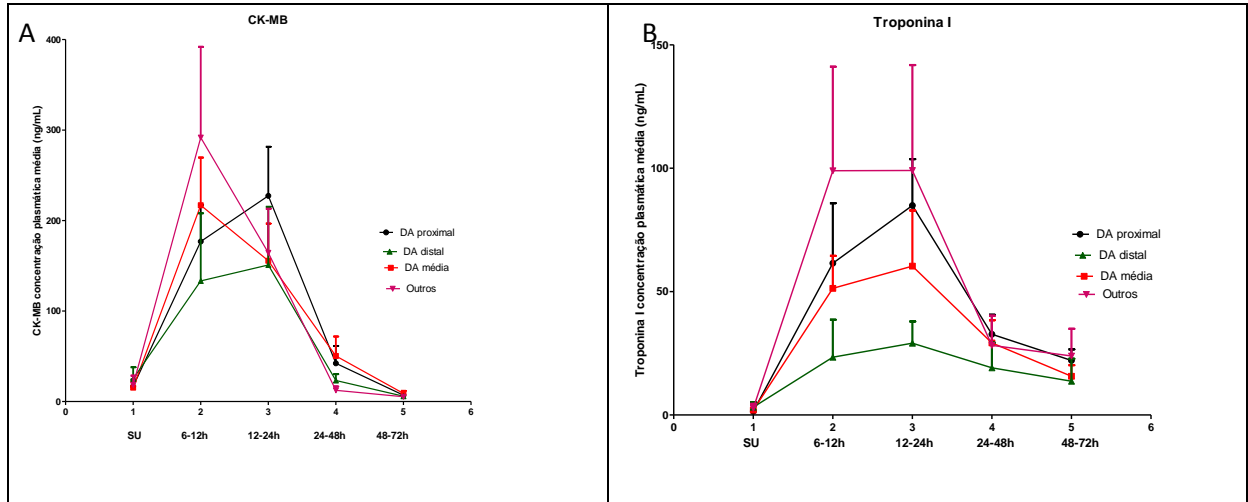 A
CK-MB
CK-MB concentração plasmática média (ng/mL)
400
300
200
100
0
0 1 2 3 4 5 6
SU 6-12h 12-24h 24-48h 48-72h
DA proximal
DA distal
DA média
Outros
B
Troponina I
Troponina I concentração plasmática média (ng/mL)
150
100
50
0
0 1 2 3 4 5 6
SU 6-12h 12-24h 24-48h 48-72h
DA proximal
DA distal
DA média
Outros